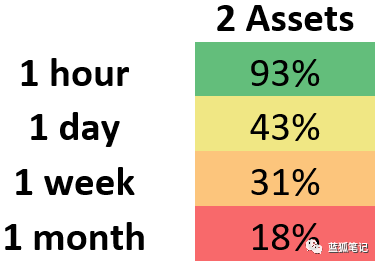 2 Assets
1 hour 93%
1 day 43%
1 week 31%
1 month 18%
蓝狐笔记